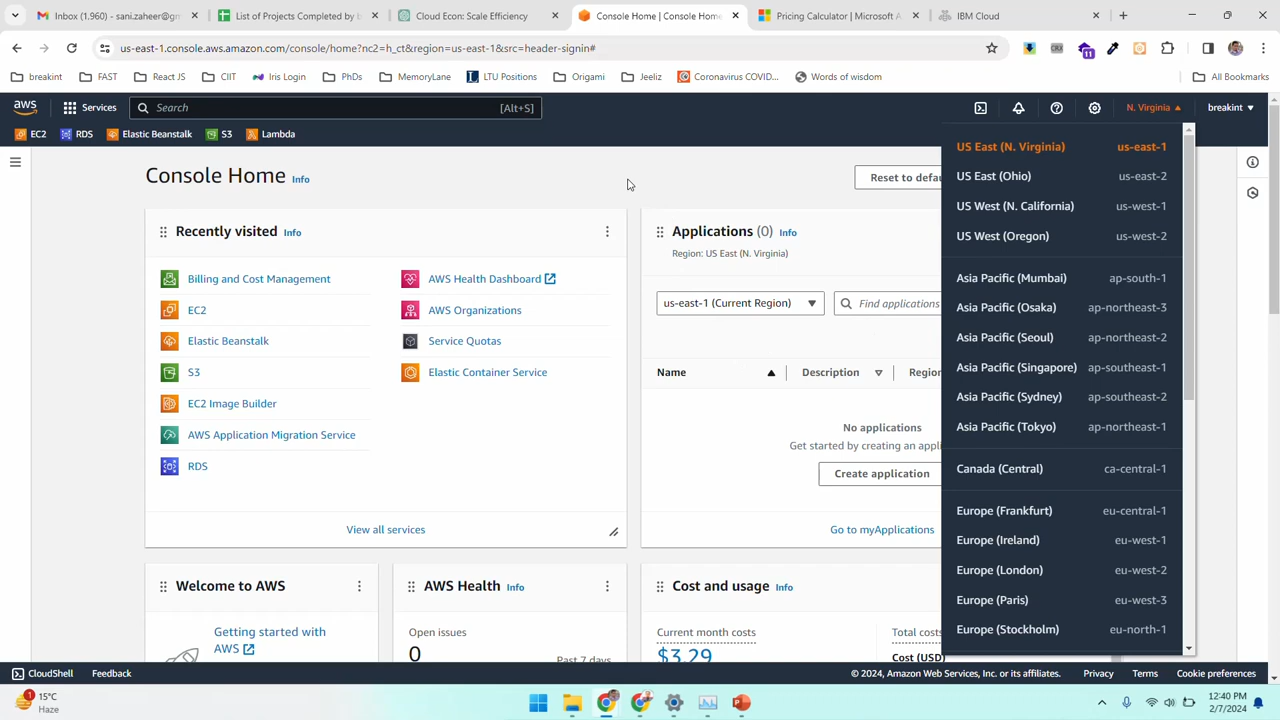 Inbox (1,960) - sani.zaheer@gm
List of Projects Completed by b
Cloud Econ: Scale Efficiency
Console Home | Console Home
Pricing Calculator | Microsoft A
IBM Cloud
us-east-1.console.aws.amazon.com/console/home?nc2=h_ct&region=us-east-1&src=header-signin#
breakint
FAST
React JS
CIIT
Iris Login
PhDs
MemoryLane
LTU Positions
Origami
Jeeliz
Coronavirus COVID...
Words of wisdom
All Bookmarks
aws
Services
Search
[Alt+S]
N. Virginia
breakint
EC2
RDS
Elastic Beanstalk
S3
Lambda
Console Home
Info
Reset to defau
Recently visited
Info
Billing and Cost Management
EC2
Elastic Beanstalk
S3
EC2 Image Builder
AWS Application Migration Service
RDS
AWS Health Dashboard
AWS Organizations
Service Quotas
Elastic Container Service
View all services
Applications (0)
Info
Region: US East (N. Virginia)
us-east-1 (Current Region)
Find applications
Name
Description
Region
No applications
Get started by creating an appli
Create application
Go to myApplications
US East (N. Virginia) us-east-1
US East (Ohio) us-east-2
US West (N. California) us-west-1
US West (Oregon) us-west-2
Asia Pacific (Mumbai) ap-south-1
Asia Pacific (Osaka) ap-northeast-3
Asia Pacific (Seoul) ap-northeast-2
Asia Pacific (Singapore) ap-southeast-1
Asia Pacific (Sydney) ap-southeast-2
Asia Pacific (Tokyo) ap-northeast-1
Canada (Central) ca-central-1
Europe (Frankfurt) eu-central-1
Europe (Ireland) eu-west-1
Europe (London) eu-west-2
Europe (Paris) eu-west-3
Europe (Stockholm) eu-north-1
Welcome to AWS
Getting started with
AWS
AWS Health
Info
Open issues
0
Past 7 days
Cost and usage
Info
Current month costs
$3.29
Total costs
Cost (USD)
CloudShell
Feedback
© 2024, Amazon Web Services, Inc. or its affiliates.
Privacy
Terms
Cookie preferences
1
15°C
Haze
12:40 PM
2/7/2024